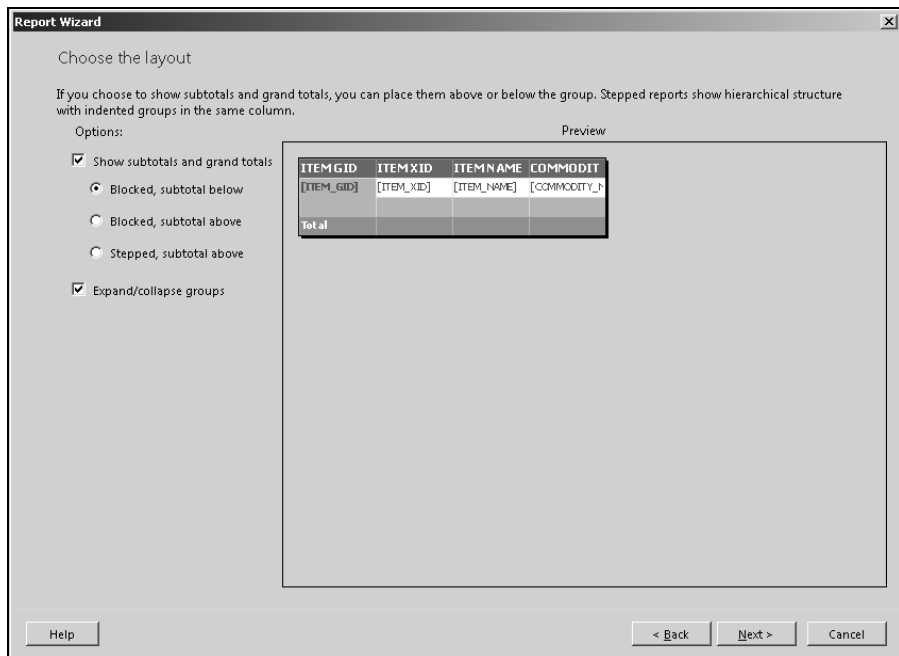 Report Wizard
Choose the layout
If you choose to show subtotals and grand totals, you can place them above or below the group. Stepped reports show hierarchical structure
with indented groups in the same column.
Options:
Preview
Show subtotals and grand totals
Blocked, subtotal below
Blocked, subtotal above
Stepped, subtotal above
Expand/collapse groups
ITEMGID ITEMXID ITEMNAME COMMODIT
[ITEM_GID] [ITEM_XID] [ITEM_NAME] [COMMODITY_N
Total
Help
< Back
Next >
Cancel